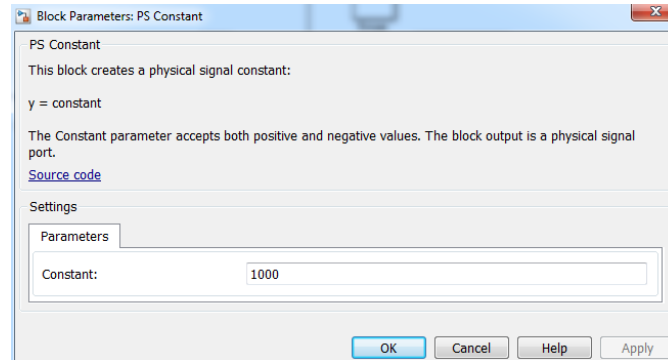 Block Parameters: PS Constant
PS Constant
This block creates a physical signal constant:
y = constant
The Constant parameter accepts both positive and negative values. The block output is a physical signal
port.
Source code
Settings
Parameters
Constant: 1000
OK Cancel Help Apply